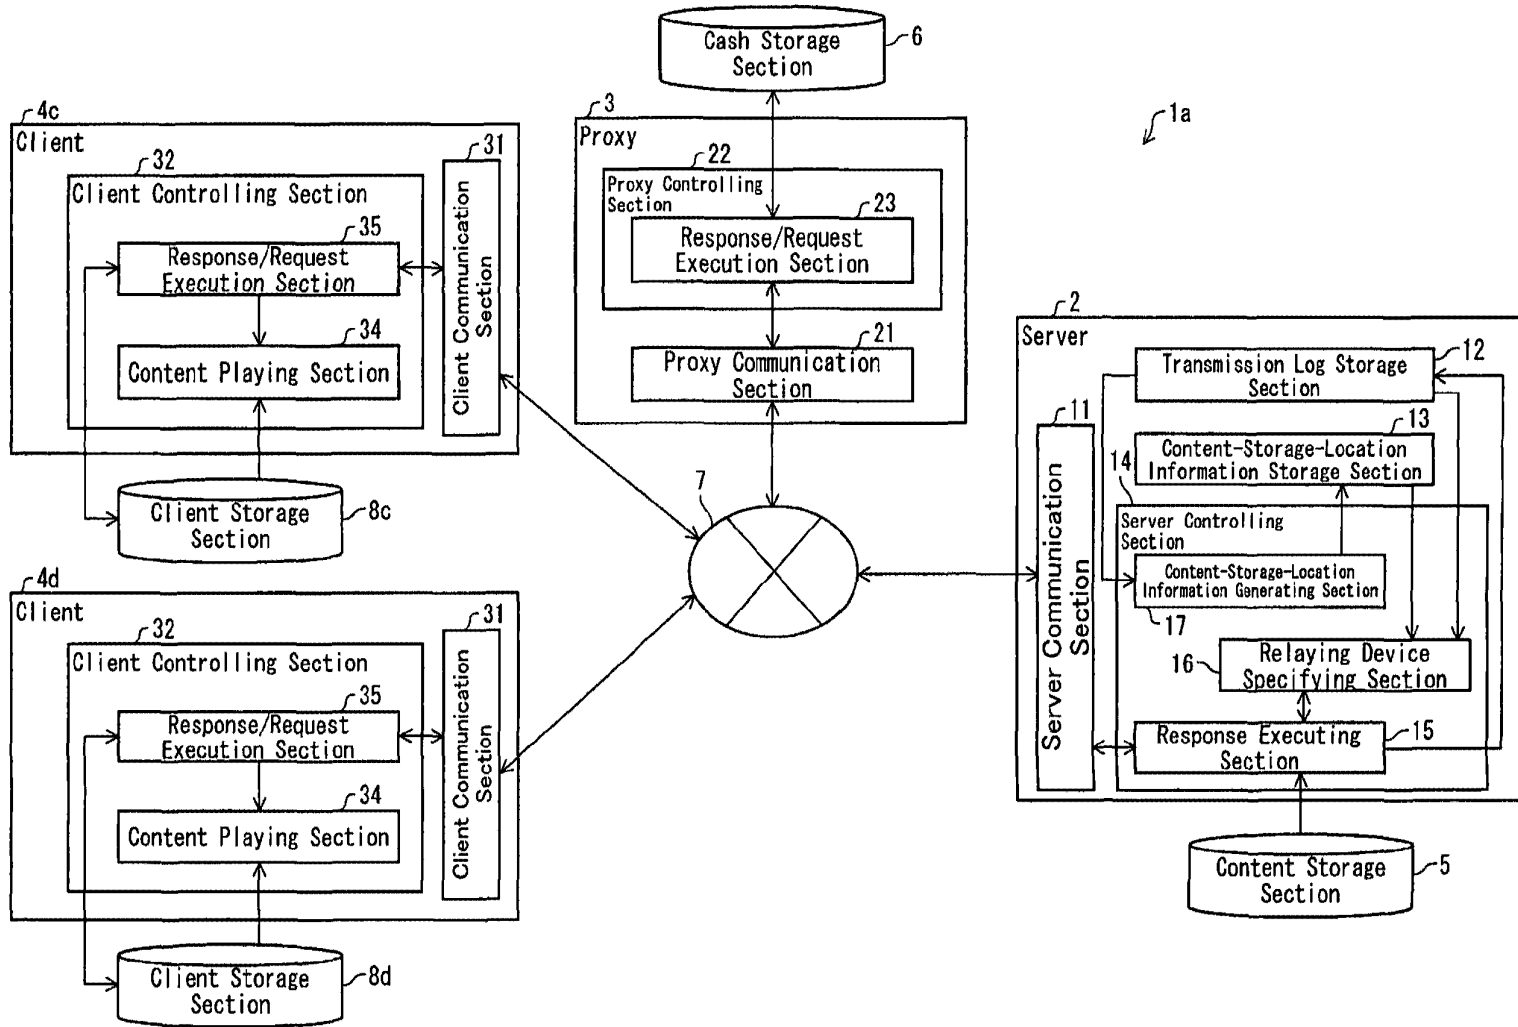 Cash Storage
Section
6
1a
4c
Client
32
Client Controlling Section
35
Response/Request
Execution Section
34
Content Playing Section
31
Client Communication
Section
Client Storage
Section
8c
3
Proxy
22
Proxy Controlling
Section
23
Response/Request
Execution Section
21
Proxy Communication
Section
7
4d
Client
32
Client Controlling Section
35
Response/Request
Execution Section
34
Content Playing Section
31
Client Communication
Section
Client Storage
Section
8d
2
Server
12
Transmission Log Storage
Section
11
Server Communication
Section
13
Content-Storage-Location
Information Storage Section
14
Server Controlling
Section
Content-Storage-Location
Information Generating Section
17
16
Relaying Device
Specifying Section
15
Response Executing
Section
Content Storage
Section
5